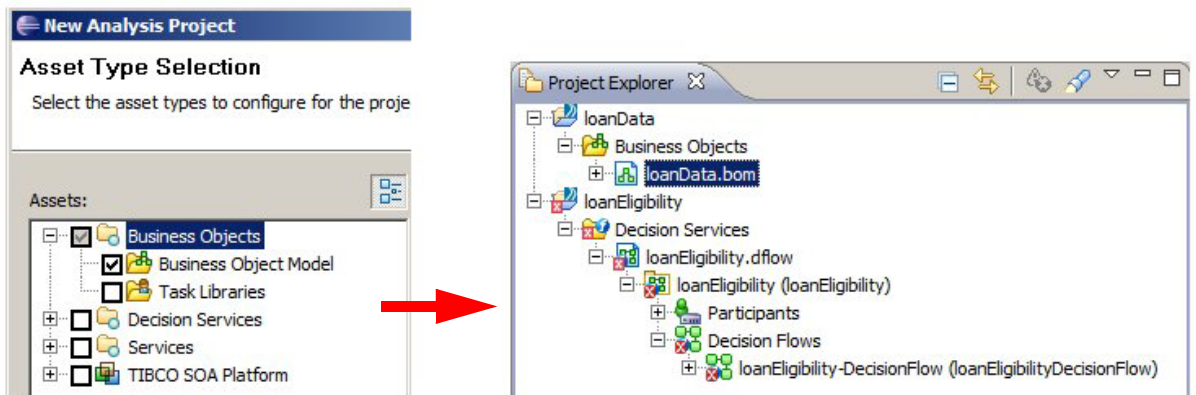 New Analysis Project
Asset Type Selection
Select the asset types to configure for the proje
Assets:
Business Objects
Business Object Model
Task Libraries
Decision Services
Services
TIBCO SOA Platform
Project Explorer
loanData
Business Objects
loanData.bom
loanEligibility
Decision Services
loanEligibility.dflow
loanEligibility (loanEligibility)
Participants
Decision Flows
loanEligibility-DecisionFlow (loanEligibilityDecisionFlow)